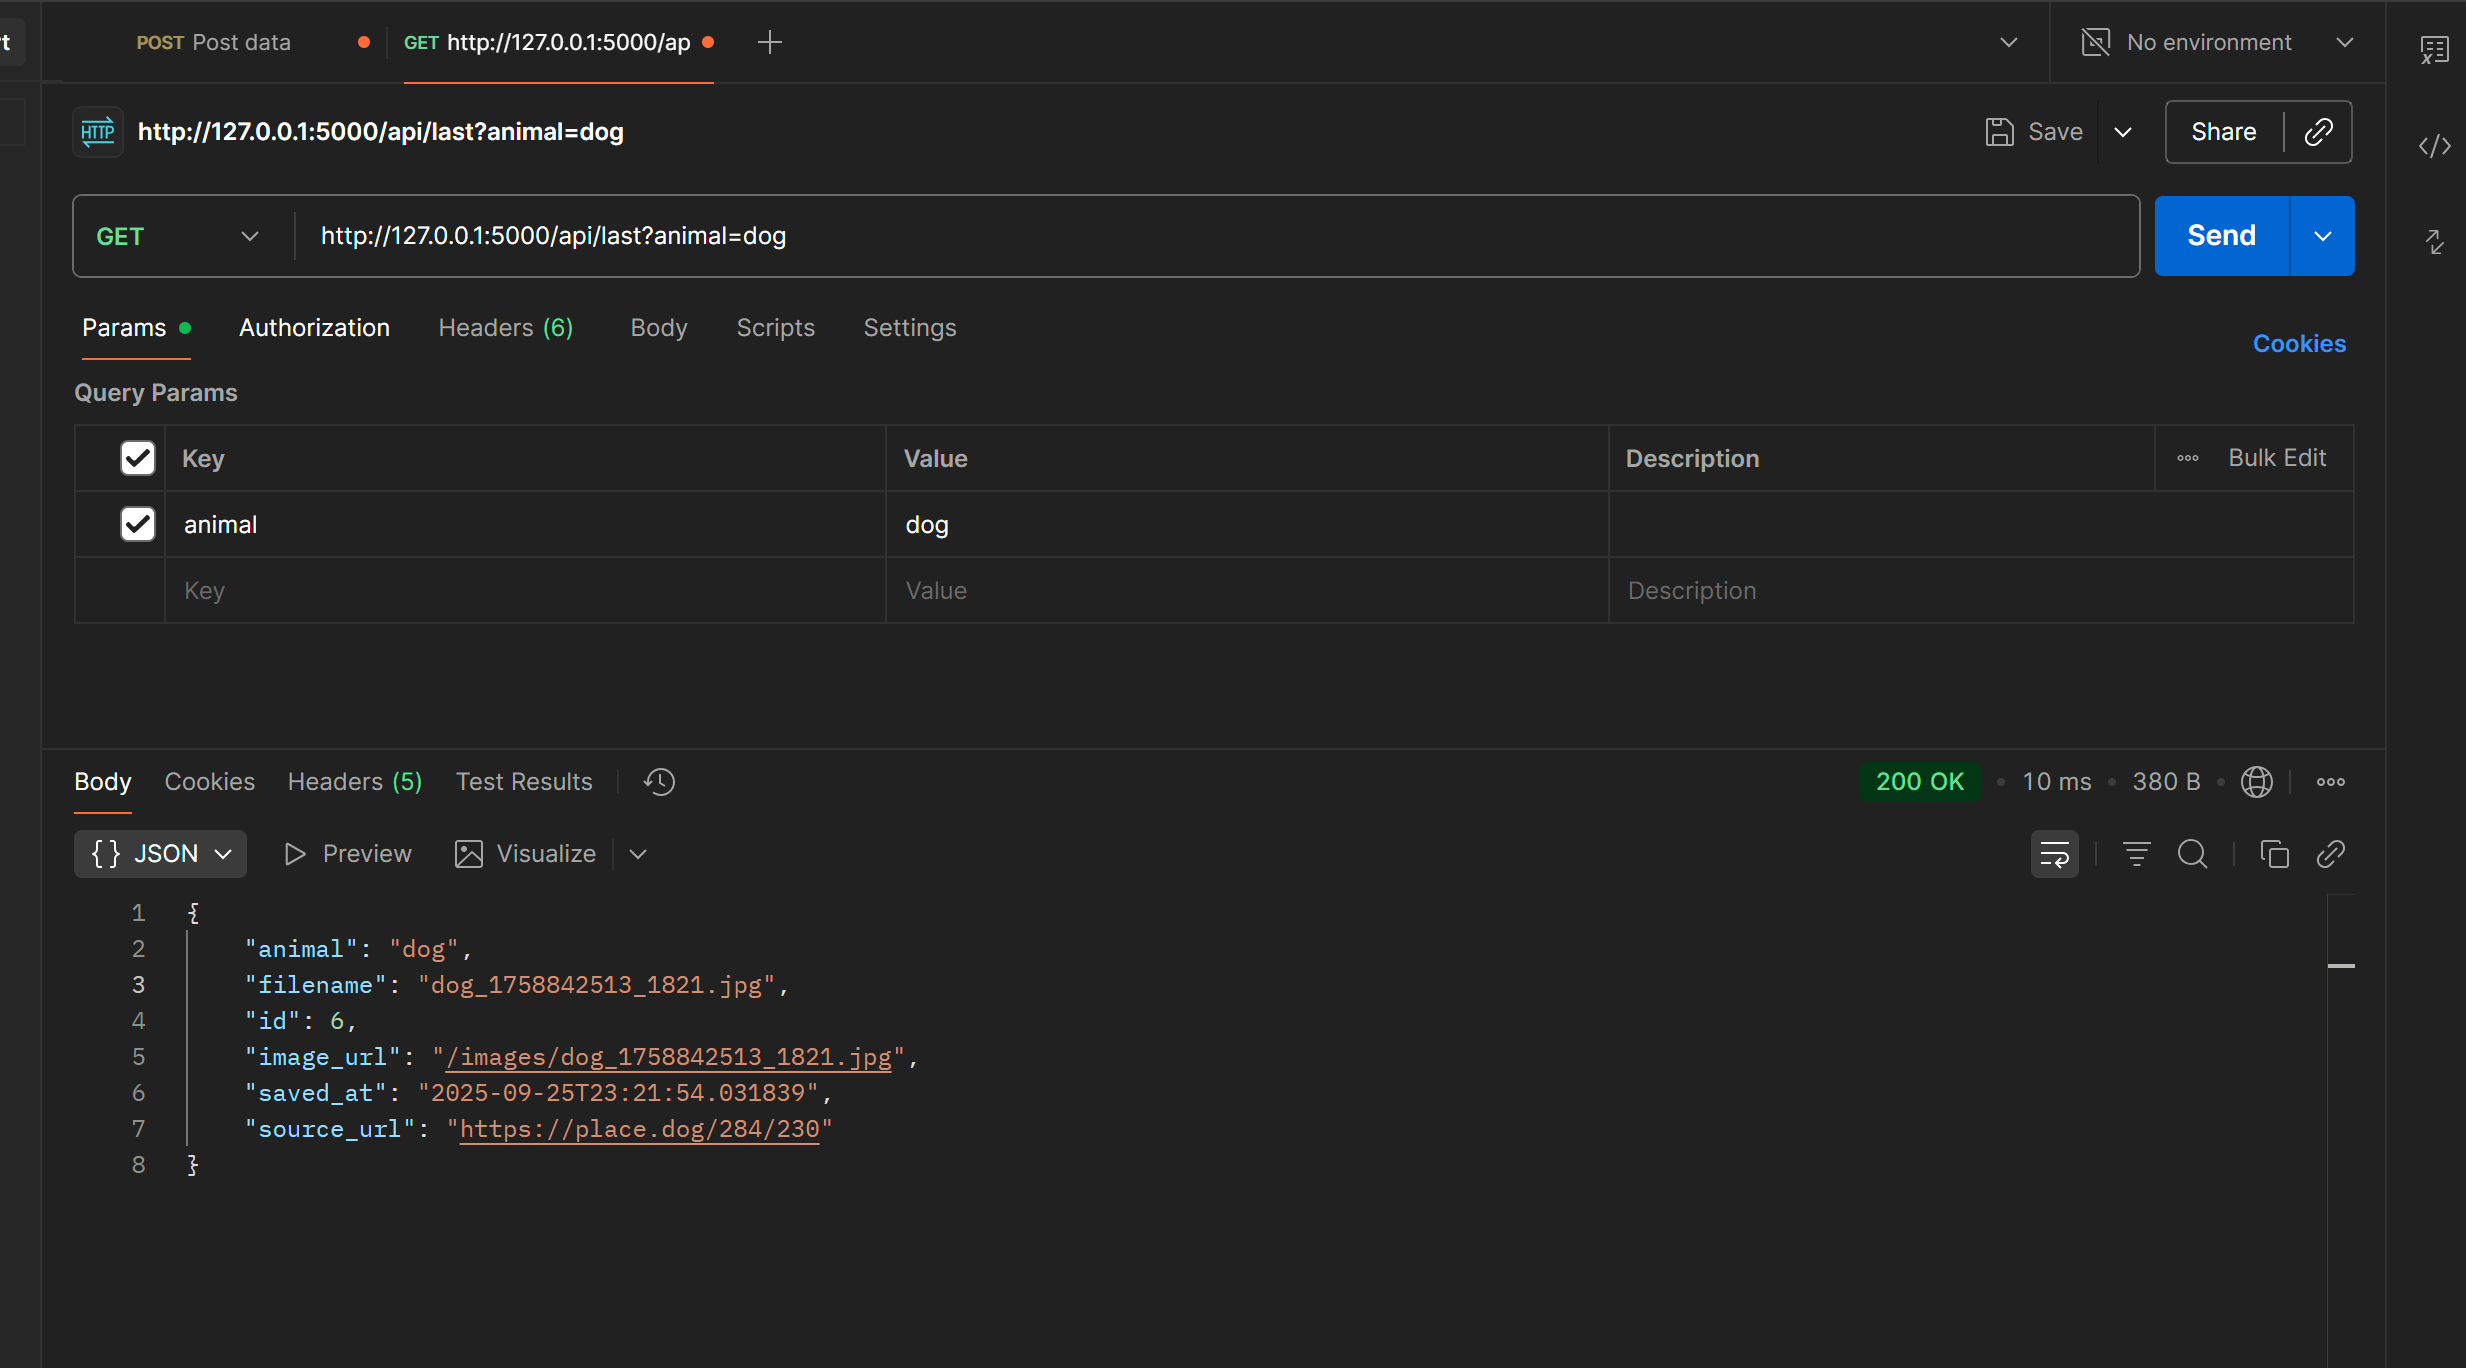 t
POST Post data
GET http://127.0.0.1:5000/ap
No environment
HTTP http://127.0.0.1:5000/api/last?animal=dog
Save
Share
GET
http://127.0.0.1:5000/api/last?animal=dog
Send
Params
Authorization
Headers (6)
Body
Scripts
Settings
Cookies
Query Params
Key Value Description Bulk Edit
animal dog
Key Value Description
Body Cookies Headers (5) Test Results
200 OK • 10 ms • 380 B •
{} JSON Preview Visualize
1 {
2 "animal": "dog",
3 "filename": "dog_1758842513_1821.jpg",
4 "id": 6,
5 "image_url": "/images/dog_1758842513_1821.jpg",
6 "saved_at": "2025-09-25T23:21:54.031839",
7 "source_url": "https://place.dog/284/230"
8 }